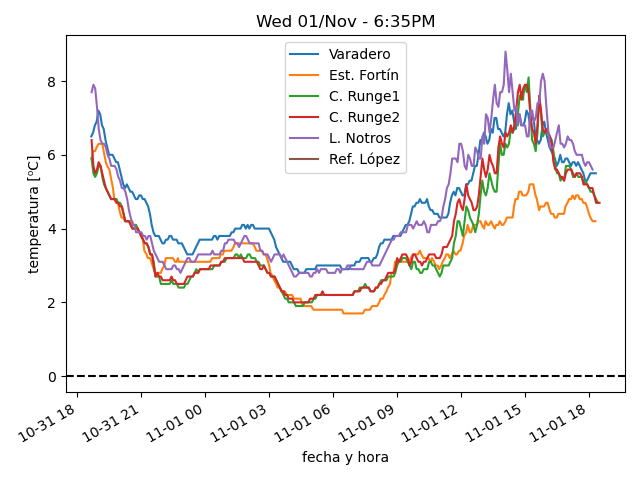 Wed 01/Nov - 6:35PM
Varadero
Est. Fortín
C. Runge1
C. Runge2
L. Notros
Ref. López
temperatura [ºC]
8
6
4
2
0
10-31 18
10-31 21
11-01 00
11-01 03
11-01 06
11-01 09
11-01 12
11-01 15
11-01 18
fecha y hora